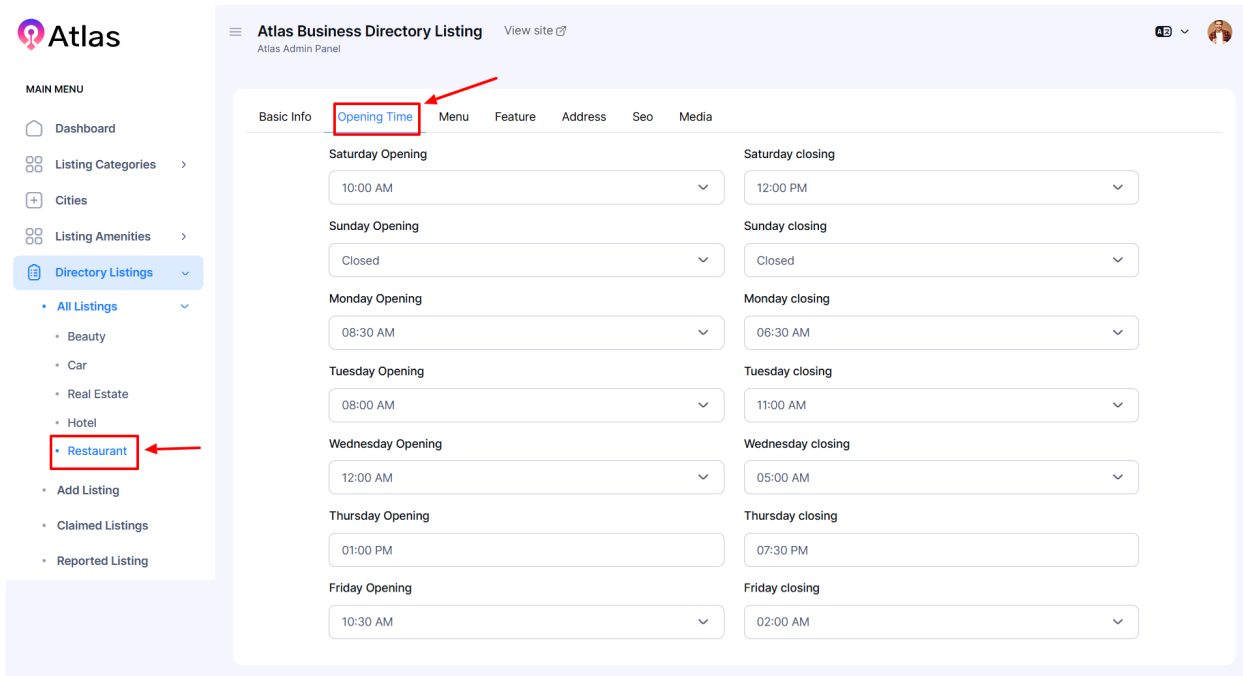 Atlas
MAIN MENU
Dashboard
Listing Categories
Cities
Listing Amenities
Directory Listings
All Listings
Beauty
Car
Real Estate
Hotel
Restaurant
Add Listing
Claimed Listings
Reported Listing
Atlas Business Directory Listing
View site
Atlas Admin Panel
Basic Info Opening Time Menu Feature Address Seo Media
Saturday Opening Saturday closing
10:00 AM 12:00 PM
Sunday Opening Sunday closing
Closed Closed
Monday Opening Monday closing
08:30 AM 06:30 AM
Tuesday Opening Tuesday closing
08:00 AM 11:00 AM
Wednesday Opening Wednesday closing
12:00 AM 05:00 AM
Thursday Opening Thursday closing
01:00 PM 07:30 PM
Friday Opening Friday closing
10:30 AM 02:00 AM